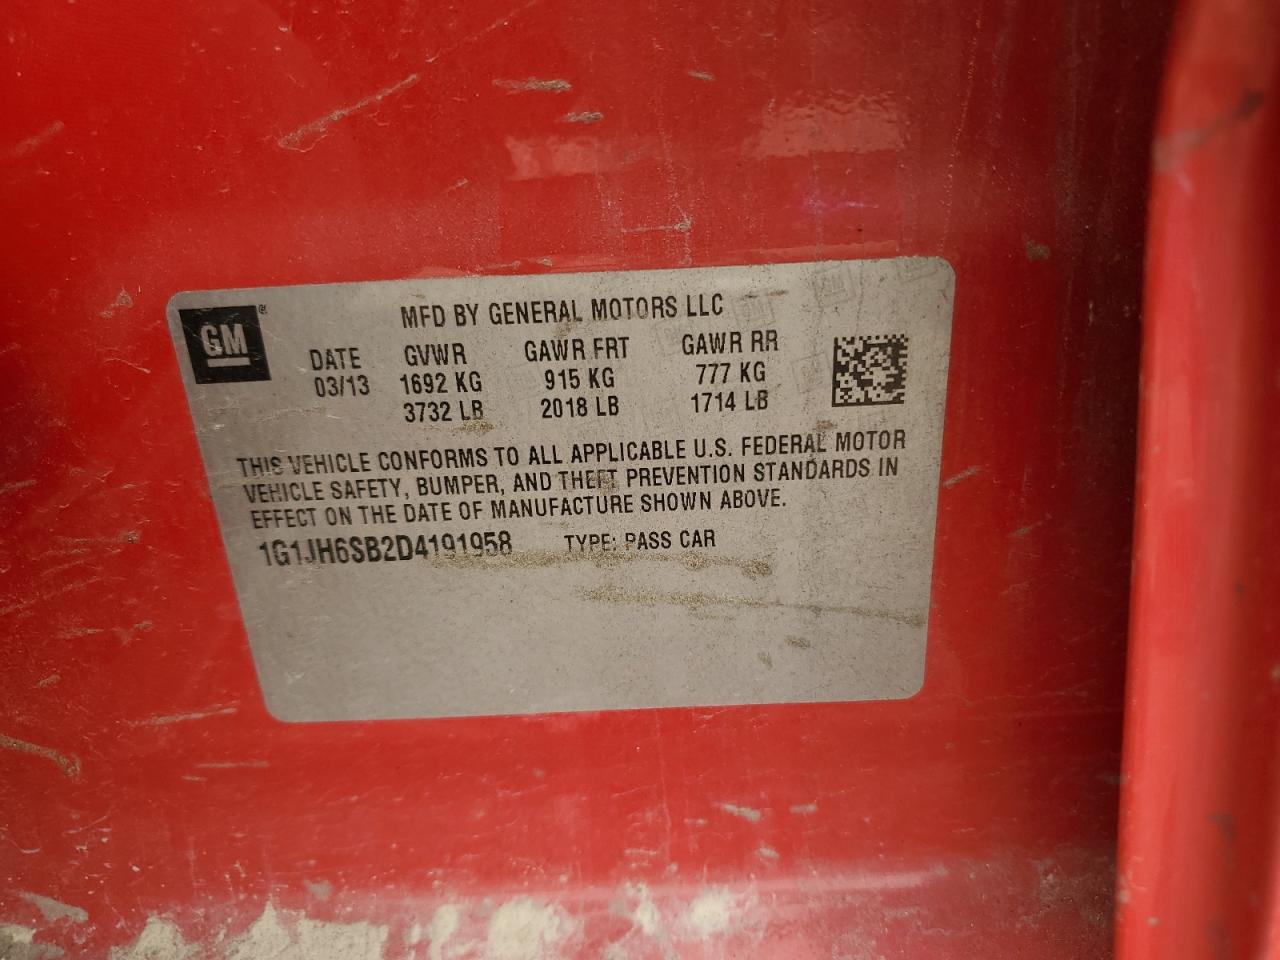 GM®
MFD BY GENERAL MOTORS LLC
DATE GVWR GAWR FRT GAWR RR
03/13 1692 KG 915 KG 777 KG
3732 LB 2018 LB 1714 LB
THIS VEHICLE CONFORMS TO ALL APPLICABLE U.S. FEDERAL MOTOR
VEHICLE SAFETY, BUMPER, AND THEFT PREVENTION STANDARDS IN
EFFECT ON THE DATE OF MANUFACTURE SHOWN ABOVE.
1G1JH6SB2D4191958 TYPE: PASS CAR